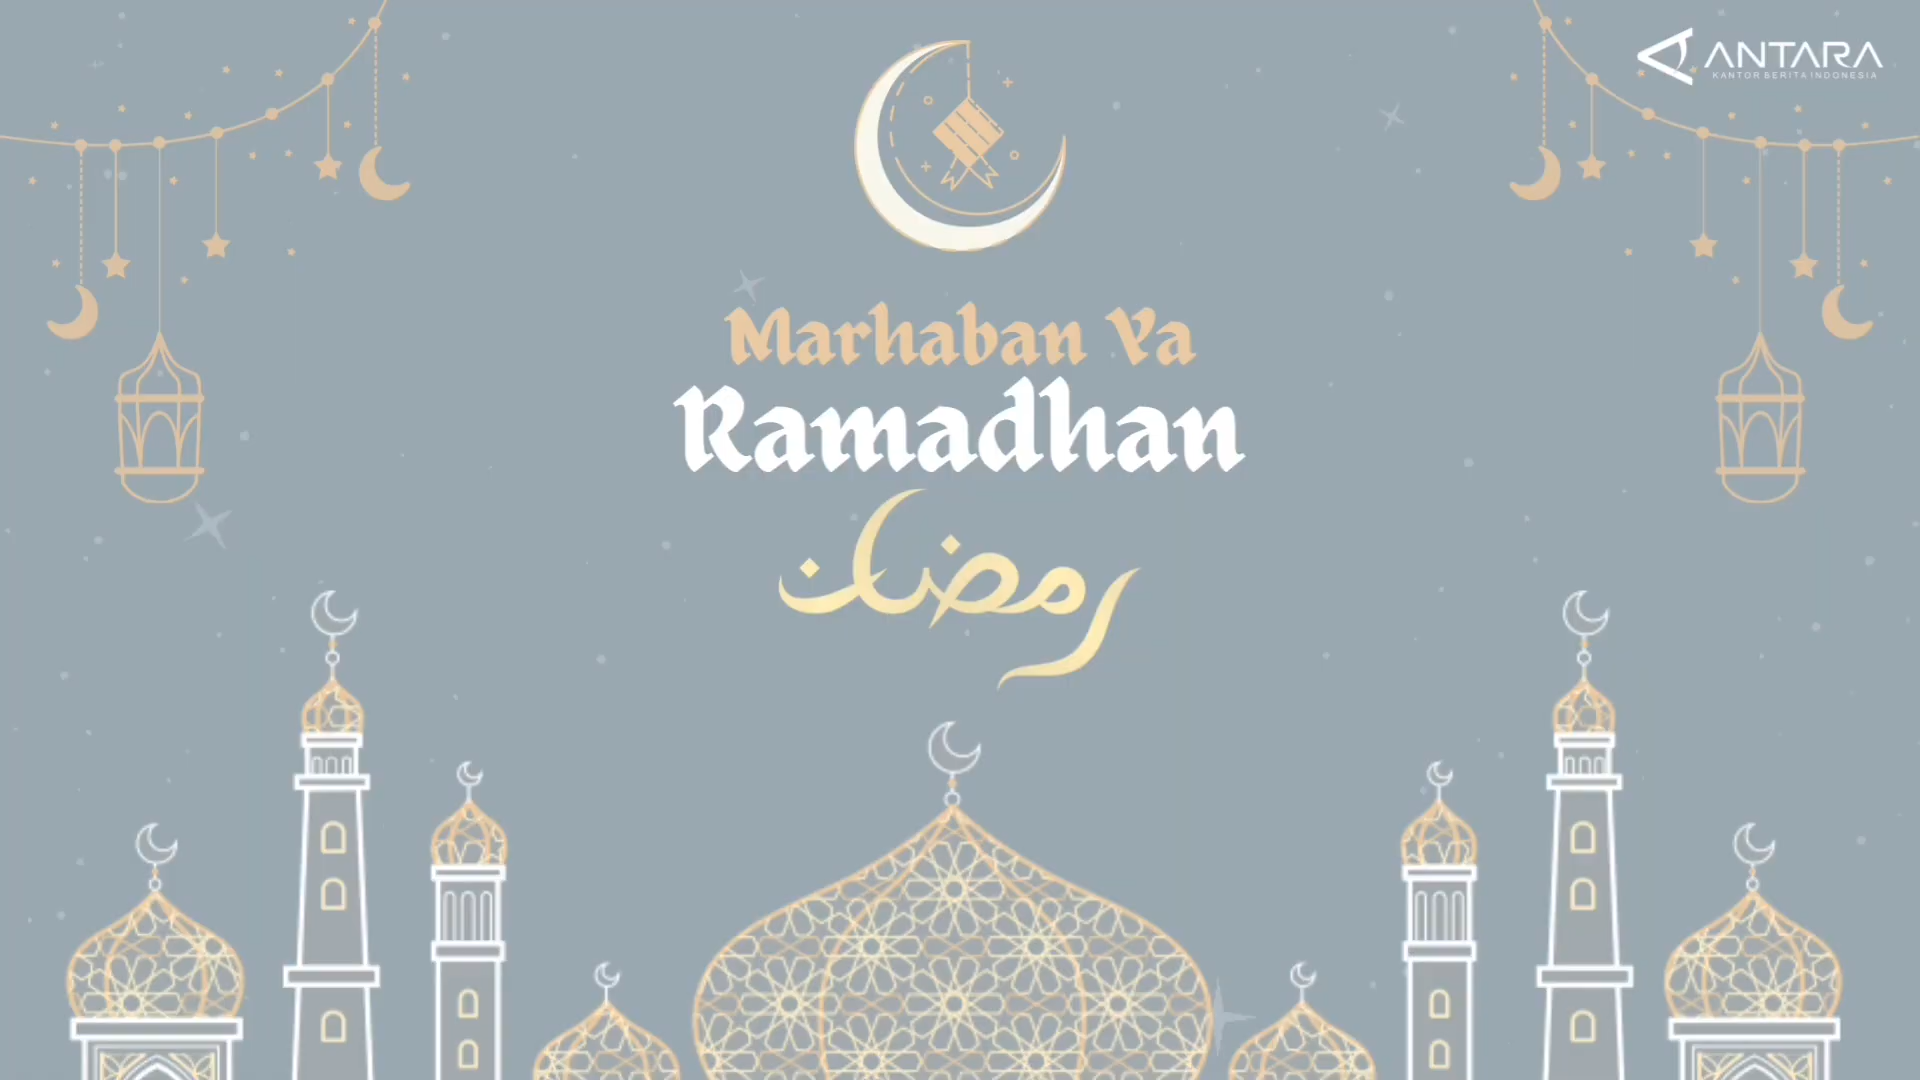 ANTARA
KANTOR BERITA INDONESIA
Marhaban Ya
Ramadhan
رمضان